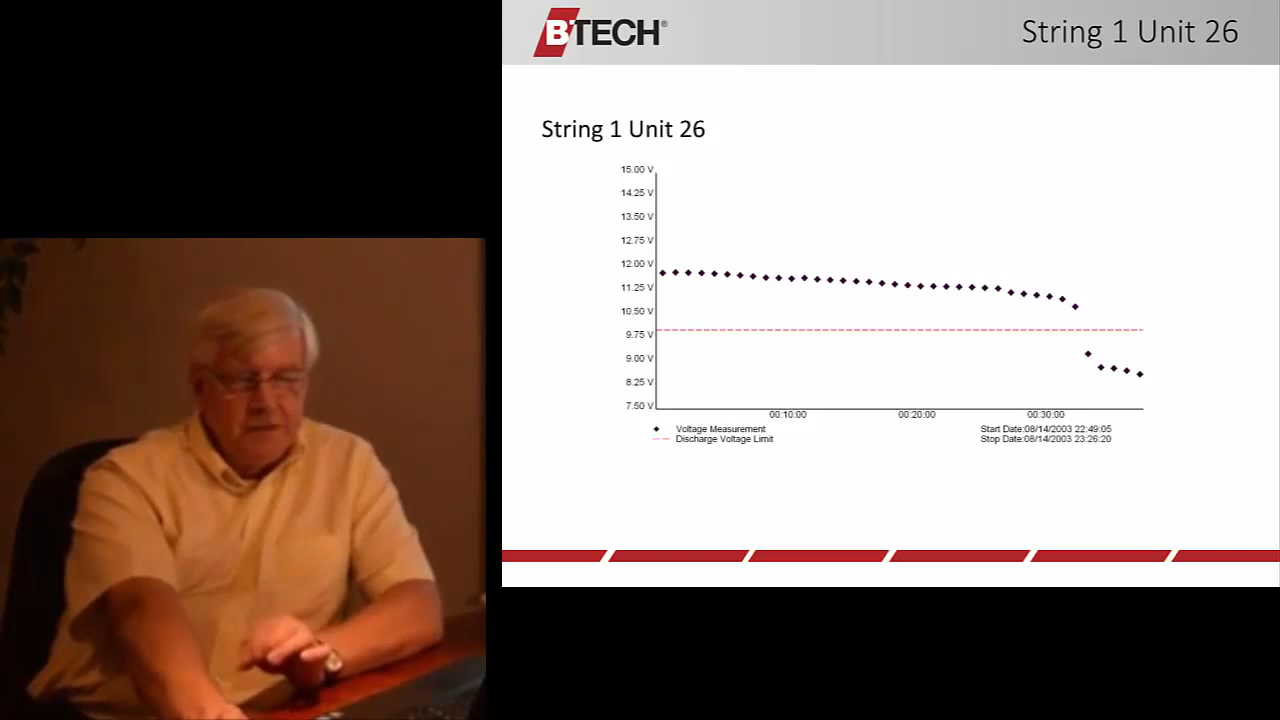 BTECH®
String 1 Unit 26
String 1 Unit 26
15.00 V
14.25 V
13.50 V
12.75 V
12.00 V
11.25 V
10.50 V
9.75 V
9.00 V
8.25 V
7.50 V
00:10:00 00:20:00 00:30:00
Voltage Measurement
Discharge Voltage Limit
Start Date:08/14/2003 22:49:05
Stop Date:08/14/2003 23:26:20